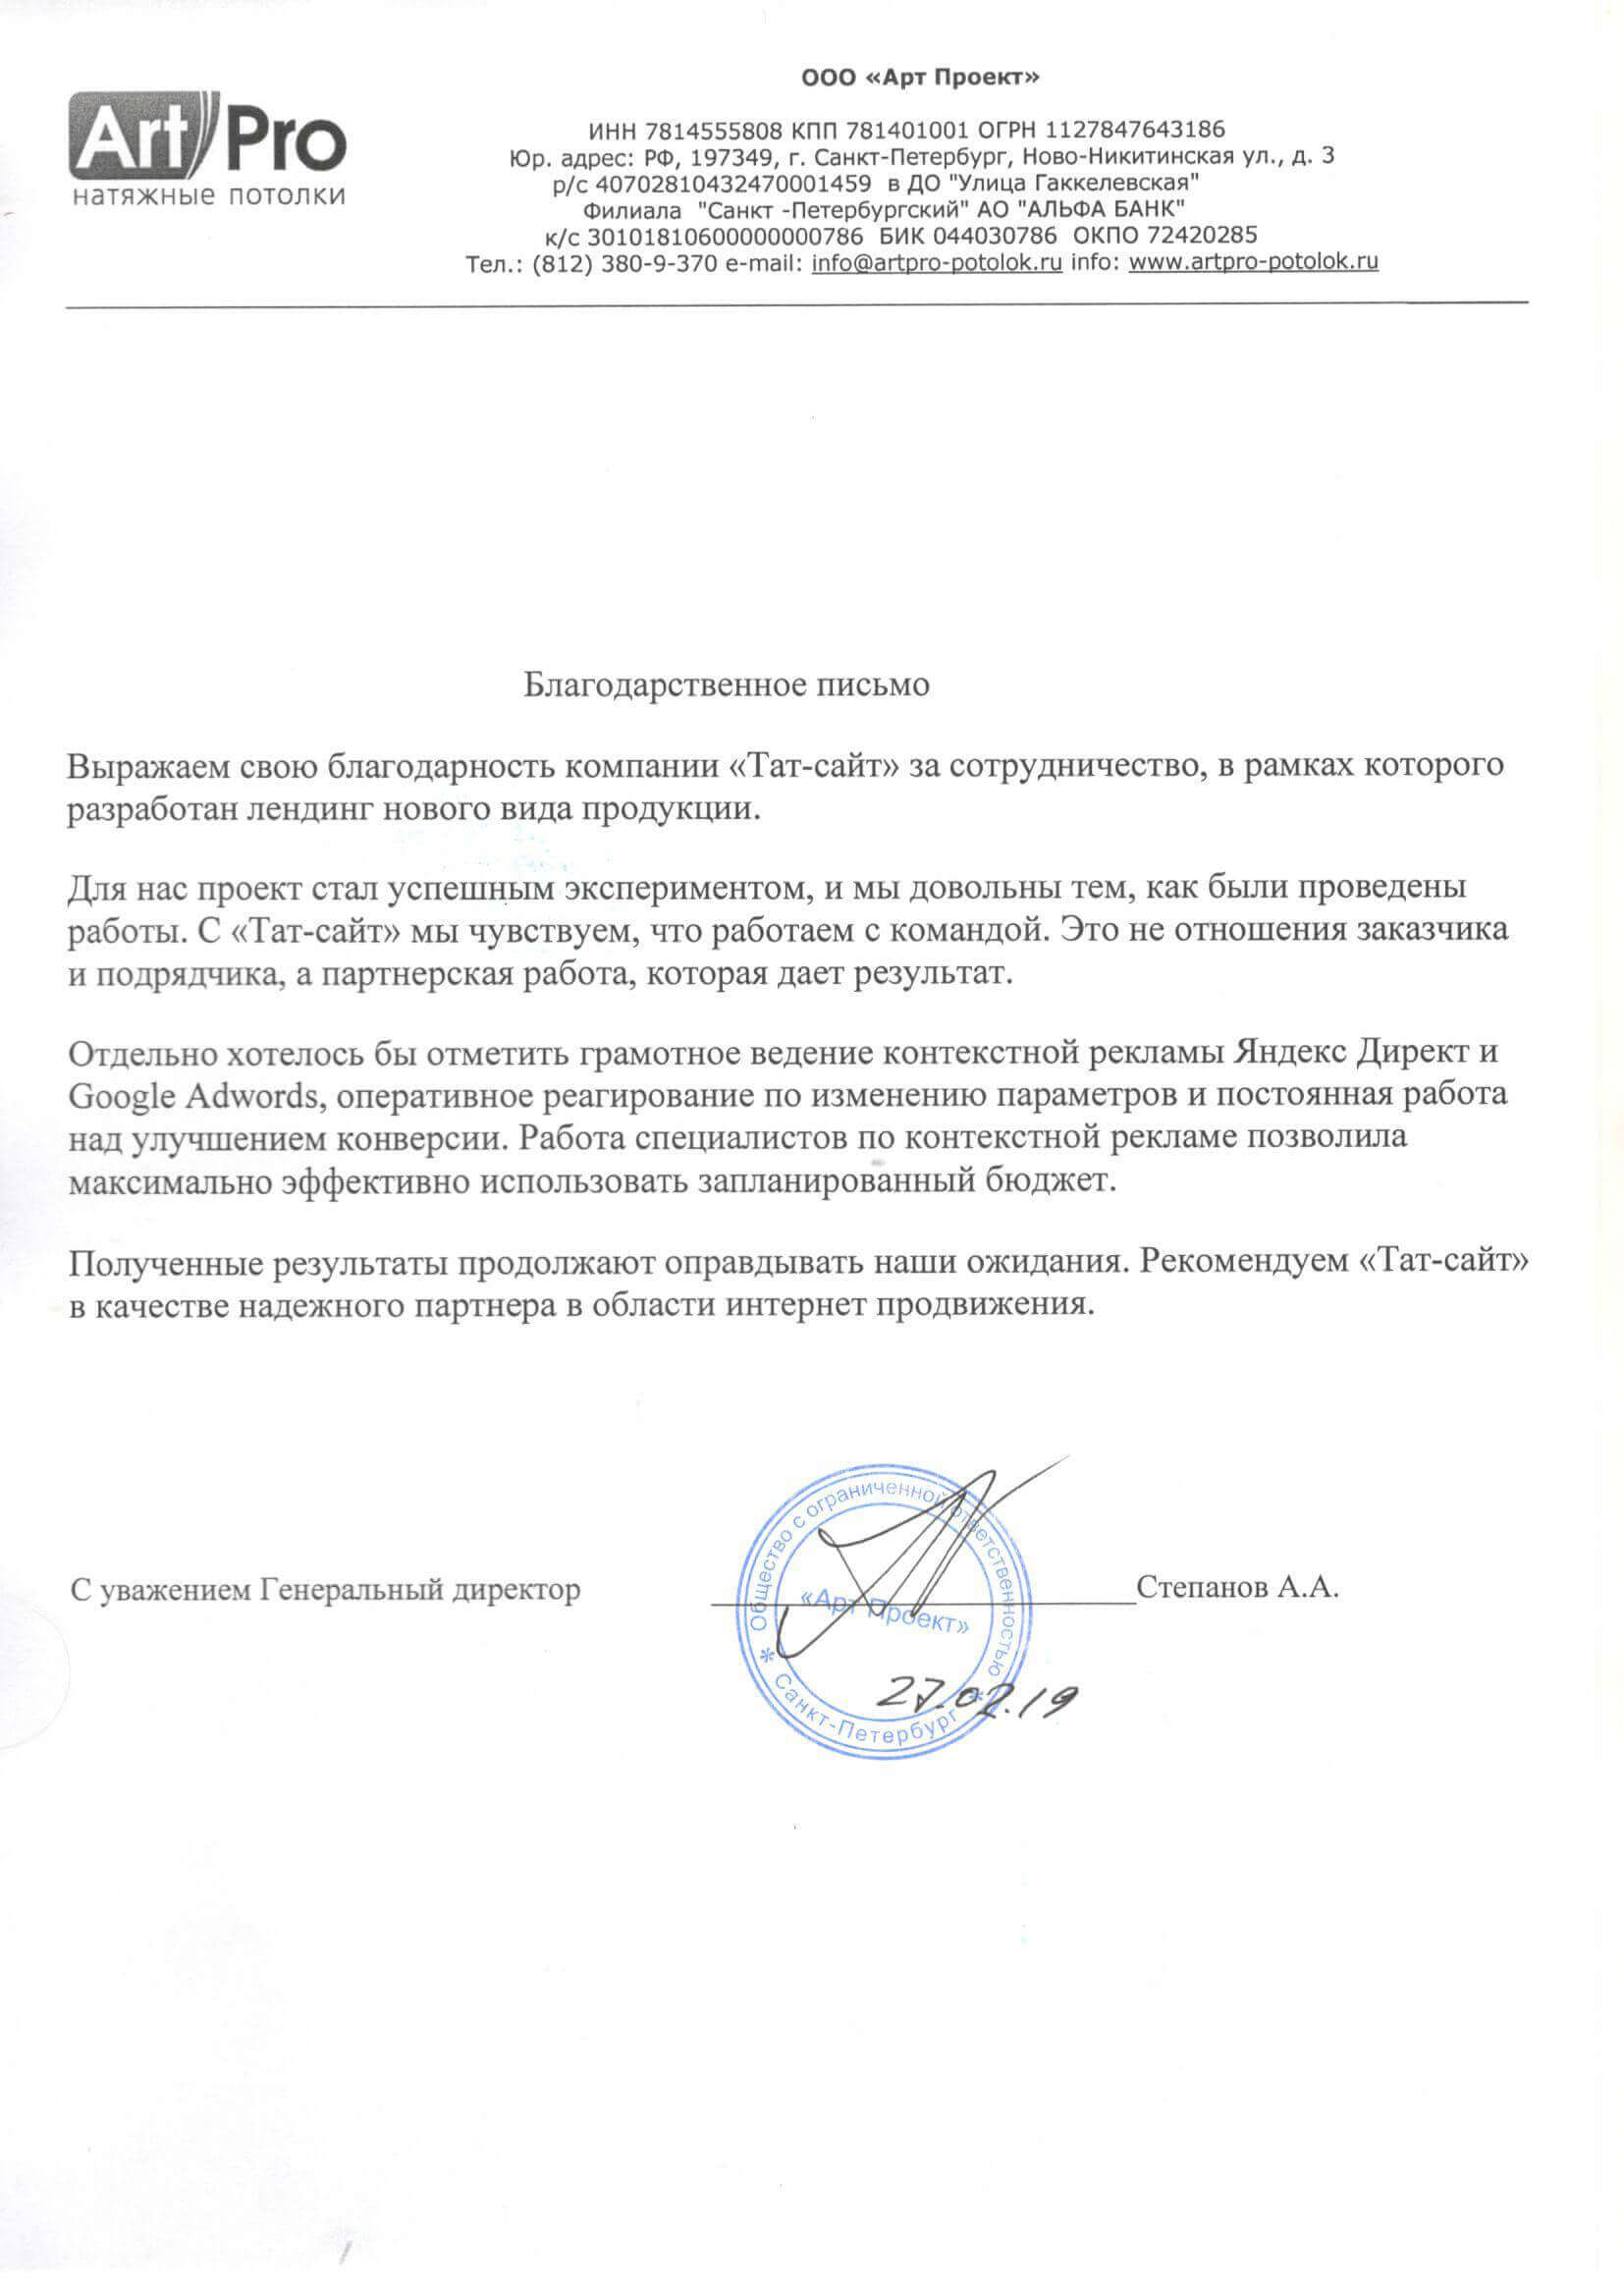 ООО «Арт Проект»
Art Pro
натяжные потолки
ИНН 7814555808 КПП 781401001 ОГРН 1127847643186
Юр. адрес: РФ, 197349, г. Санкт-Петербург, Ново-Никитинская ул., д. 3
р/с 40702810432470001459 в ДО "Улица Гаккелевская"
Филиала "Санкт -Петербургский" АО "АЛЬФА БАНК"
к/с 30101810600000000786 БИК 044030786 ОКПО 72420285
Тел.: (812) 380-9-370 e-mail: info@artpro-potolok.ru info: www.artpro-potolok.ru
Благодарственное письмо
Выражаем свою благодарность компании «Тат-сайт» за сотрудничество, в рамках которого
разработан лендинг нового вида продукции.
Для нас проект стал успешным экспериментом, и мы довольны тем, как были проведены
работы. С «Тат-сайт» мы чувствуем, что работаем с командой. Это не отношения заказчика
и подрядчика, а партнерская работа, которая дает результат.
Отдельно хотелось бы отметить грамотное ведение контекстной рекламы Яндекс Директ и
Google Adwords, оперативное реагирование по изменению параметров и постоянная работа
над улучшением конверсии. Работа специалистов по контекстной рекламе позволила
максимально эффективно использовать запланированный бюджет.
Полученные результаты продолжают оправдывать наши ожидания. Рекомендуем «Тат-сайт»
в качестве надежного партнера в области интернет продвижения.
С уважением Генеральный директор Степанов А.А.
Общество с ограниченной ответственностью
«Арт Проект»
* Санкт-Петербург *
27.02.19